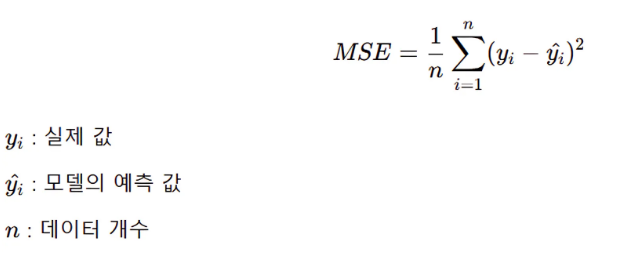 MSE = \frac{1}{n} \sum_{i=1}^{n} (y_i - \hat{y_i})^2
y_i : 실제 값
\hat{y_i} : 모델의 예측 값
n : 데이터 개수